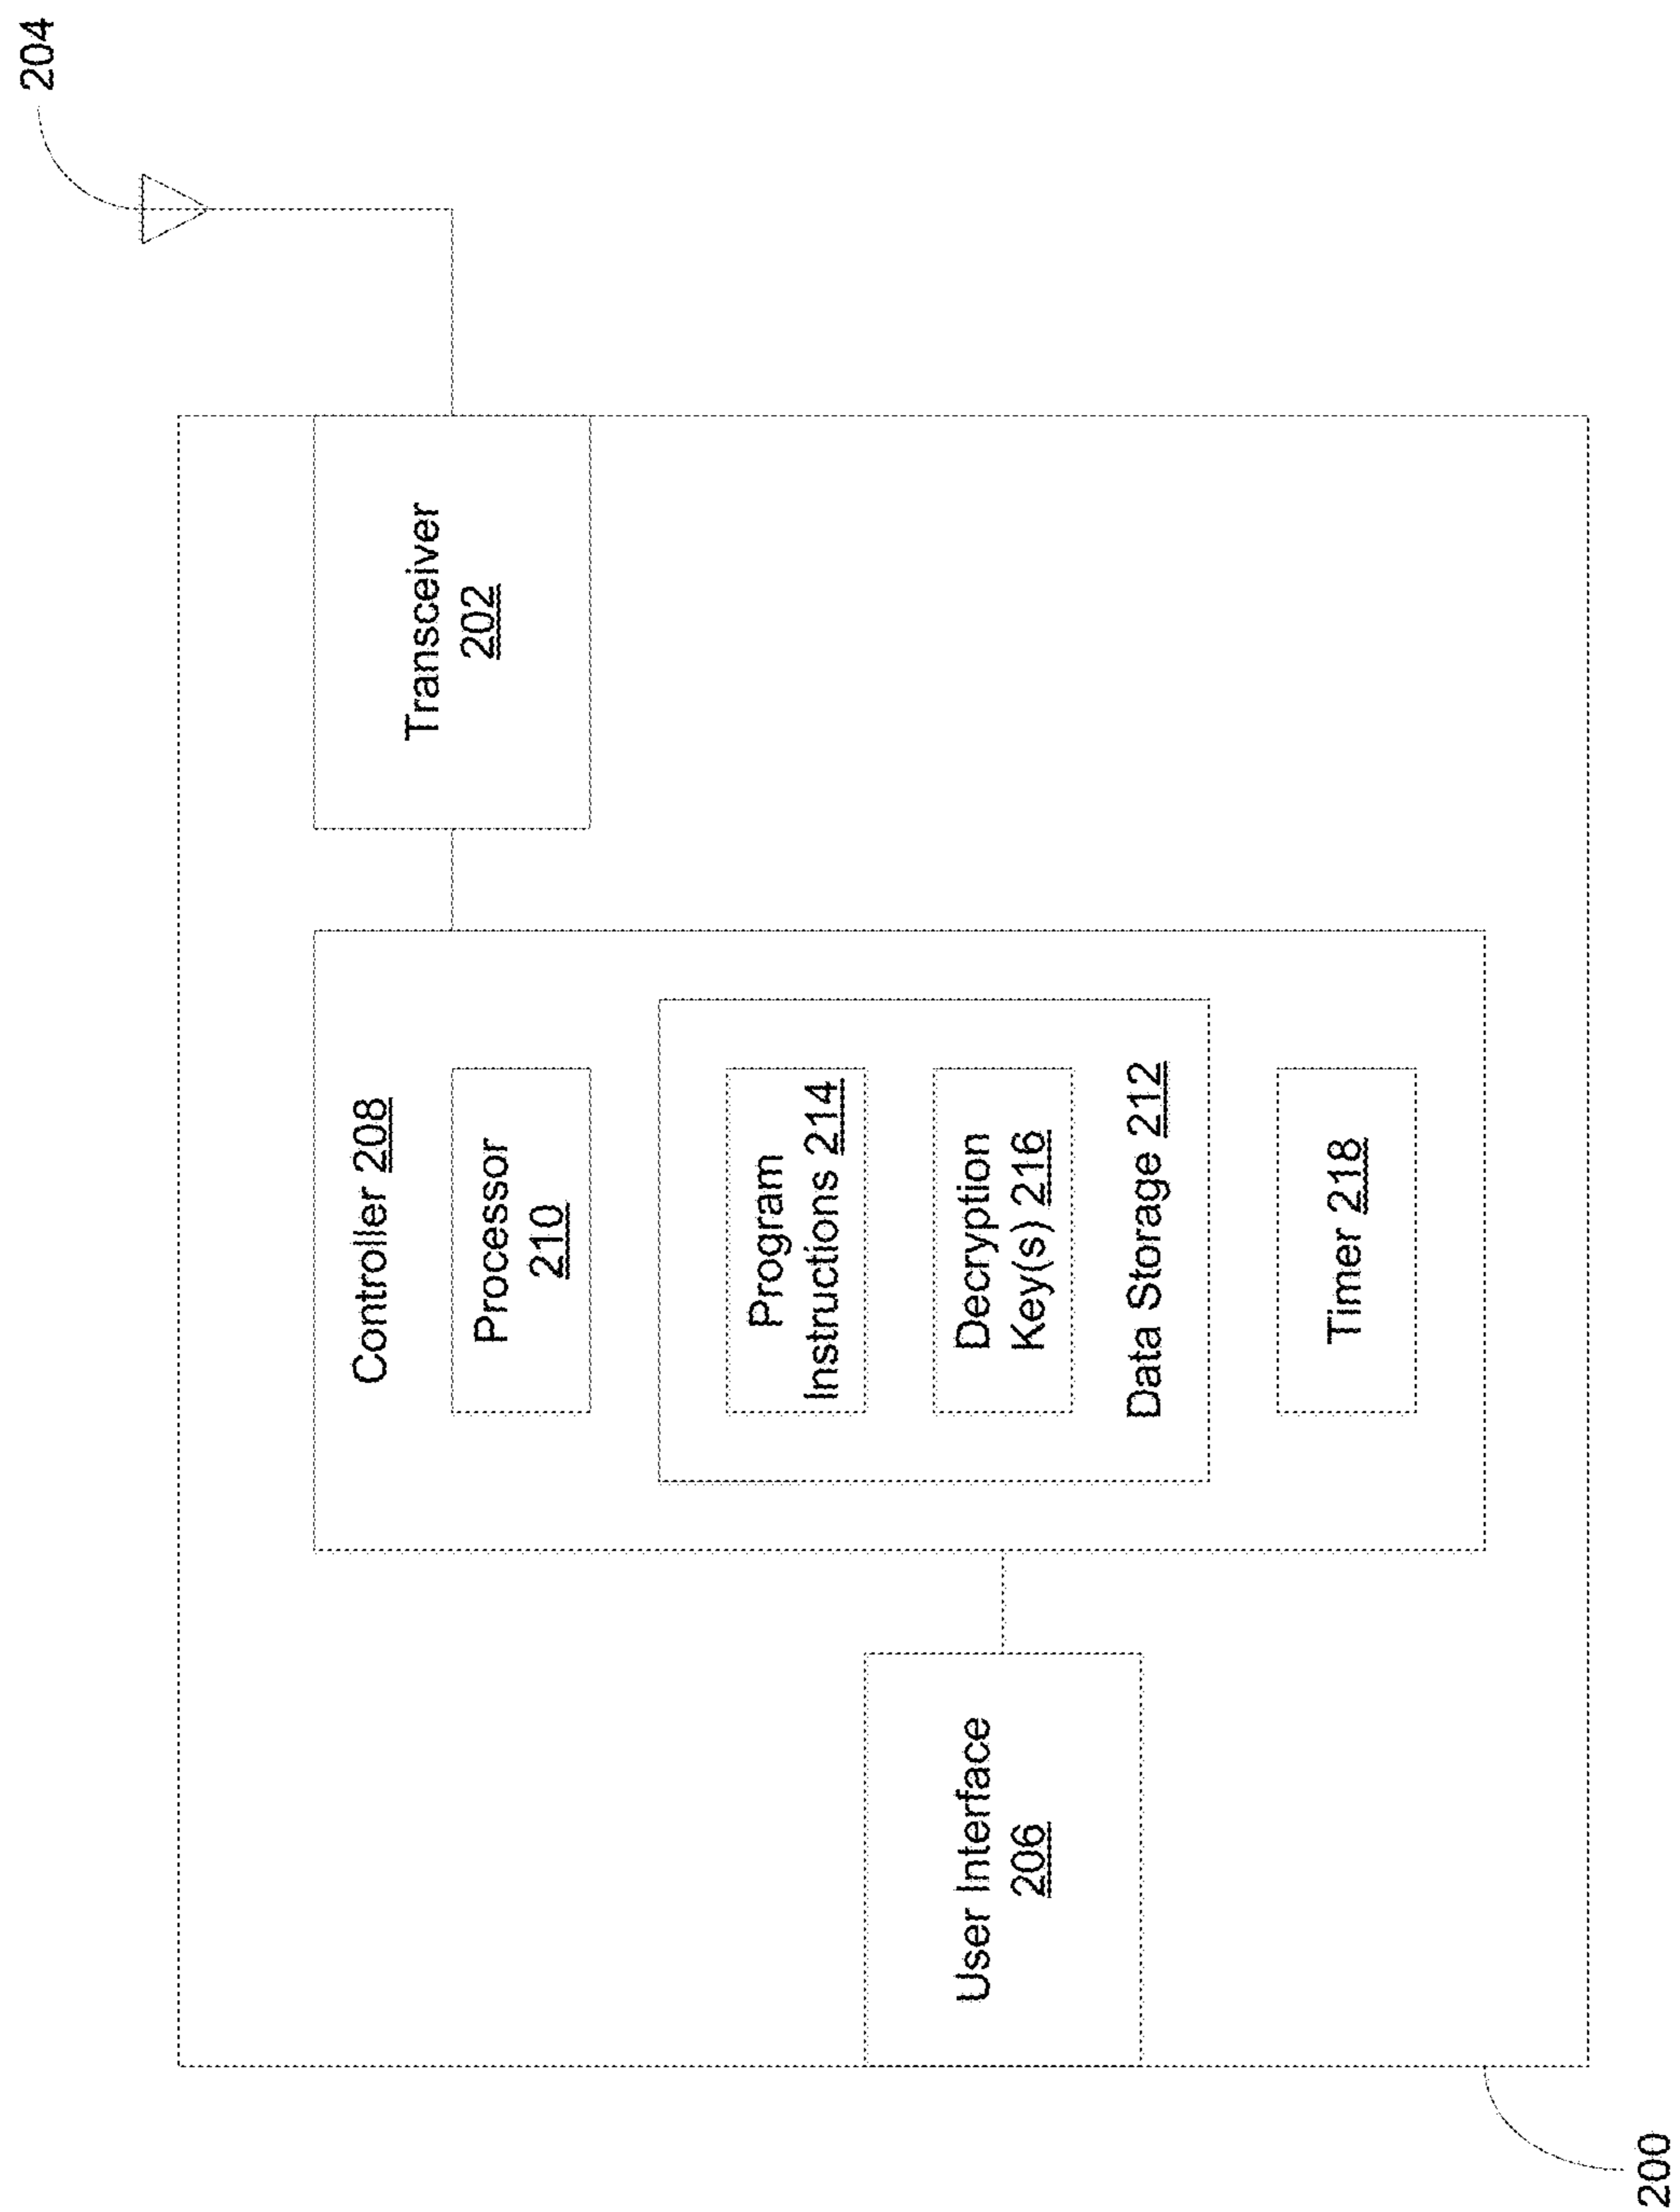 204
Transceiver
202
Controller 208
Processor
210
Program
Instructions 214
Decryption
Key(s) 216
Data Storage 212
Timer 218
User Interface
206
200